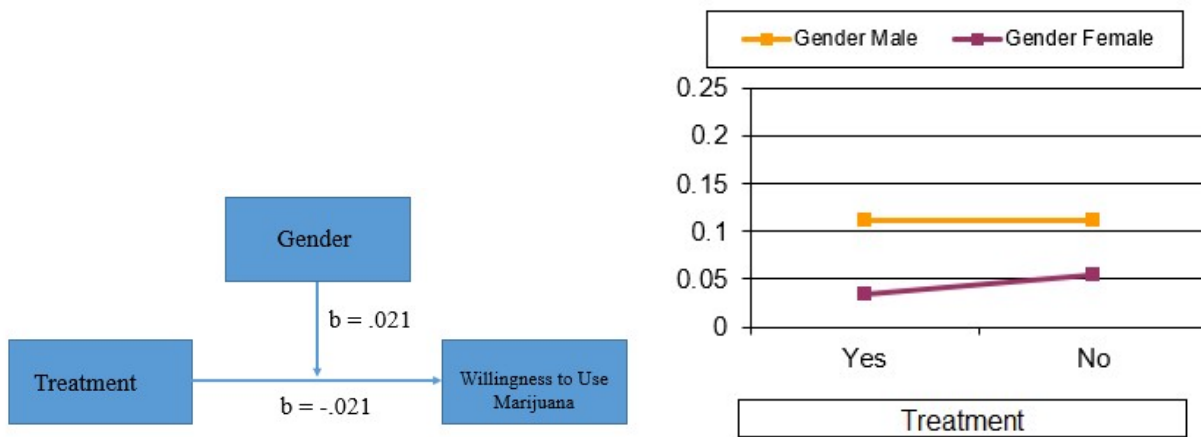 Gender
b = .021
Treatment
b = -.021
Willingness to Use
Marijuana
Gender Male Gender Female
0.25
0.2
0.15
0.1
0.05
0
Yes No
Treatment